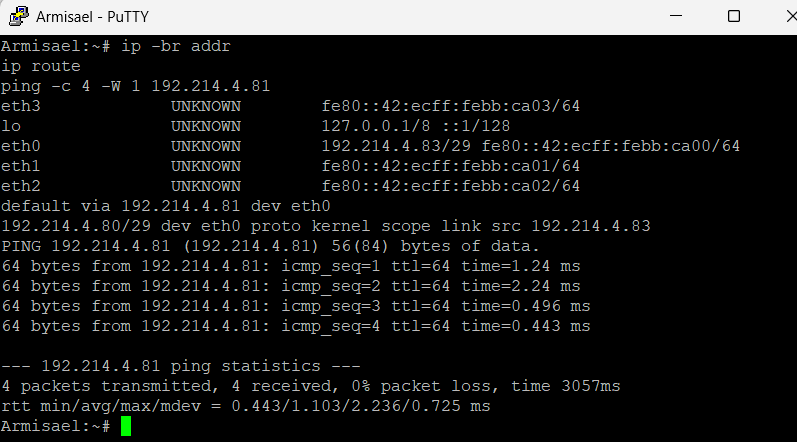 Armisael - PuTTY
Armisael:~# ip -br addr
ip route
ping -c 4 -W 1 192.214.4.81
eth3             UNKNOWN        fe80::42:ecff:febb:ca03/64
lo               UNKNOWN        127.0.0.1/8 ::1/128
eth0             UNKNOWN        192.214.4.83/29 fe80::42:ecff:febb:ca00/64
eth1             UNKNOWN        fe80::42:ecff:febb:ca01/64
eth2             UNKNOWN        fe80::42:ecff:febb:ca02/64
default via 192.214.4.81 dev eth0
192.214.4.80/29 dev eth0 proto kernel scope link src 192.214.4.83
PING 192.214.4.81 (192.214.4.81) 56(84) bytes of data.
64 bytes from 192.214.4.81: icmp_seq=1 ttl=64 time=1.24 ms
64 bytes from 192.214.4.81: icmp_seq=2 ttl=64 time=2.24 ms
64 bytes from 192.214.4.81: icmp_seq=3 ttl=64 time=0.496 ms
64 bytes from 192.214.4.81: icmp_seq=4 ttl=64 time=0.443 ms
--- 192.214.4.81 ping statistics ---
4 packets transmitted, 4 received, 0% packet loss, time 3057ms
rtt min/avg/max/mdev = 0.443/1.103/2.236/0.725 ms
Armisael:~#